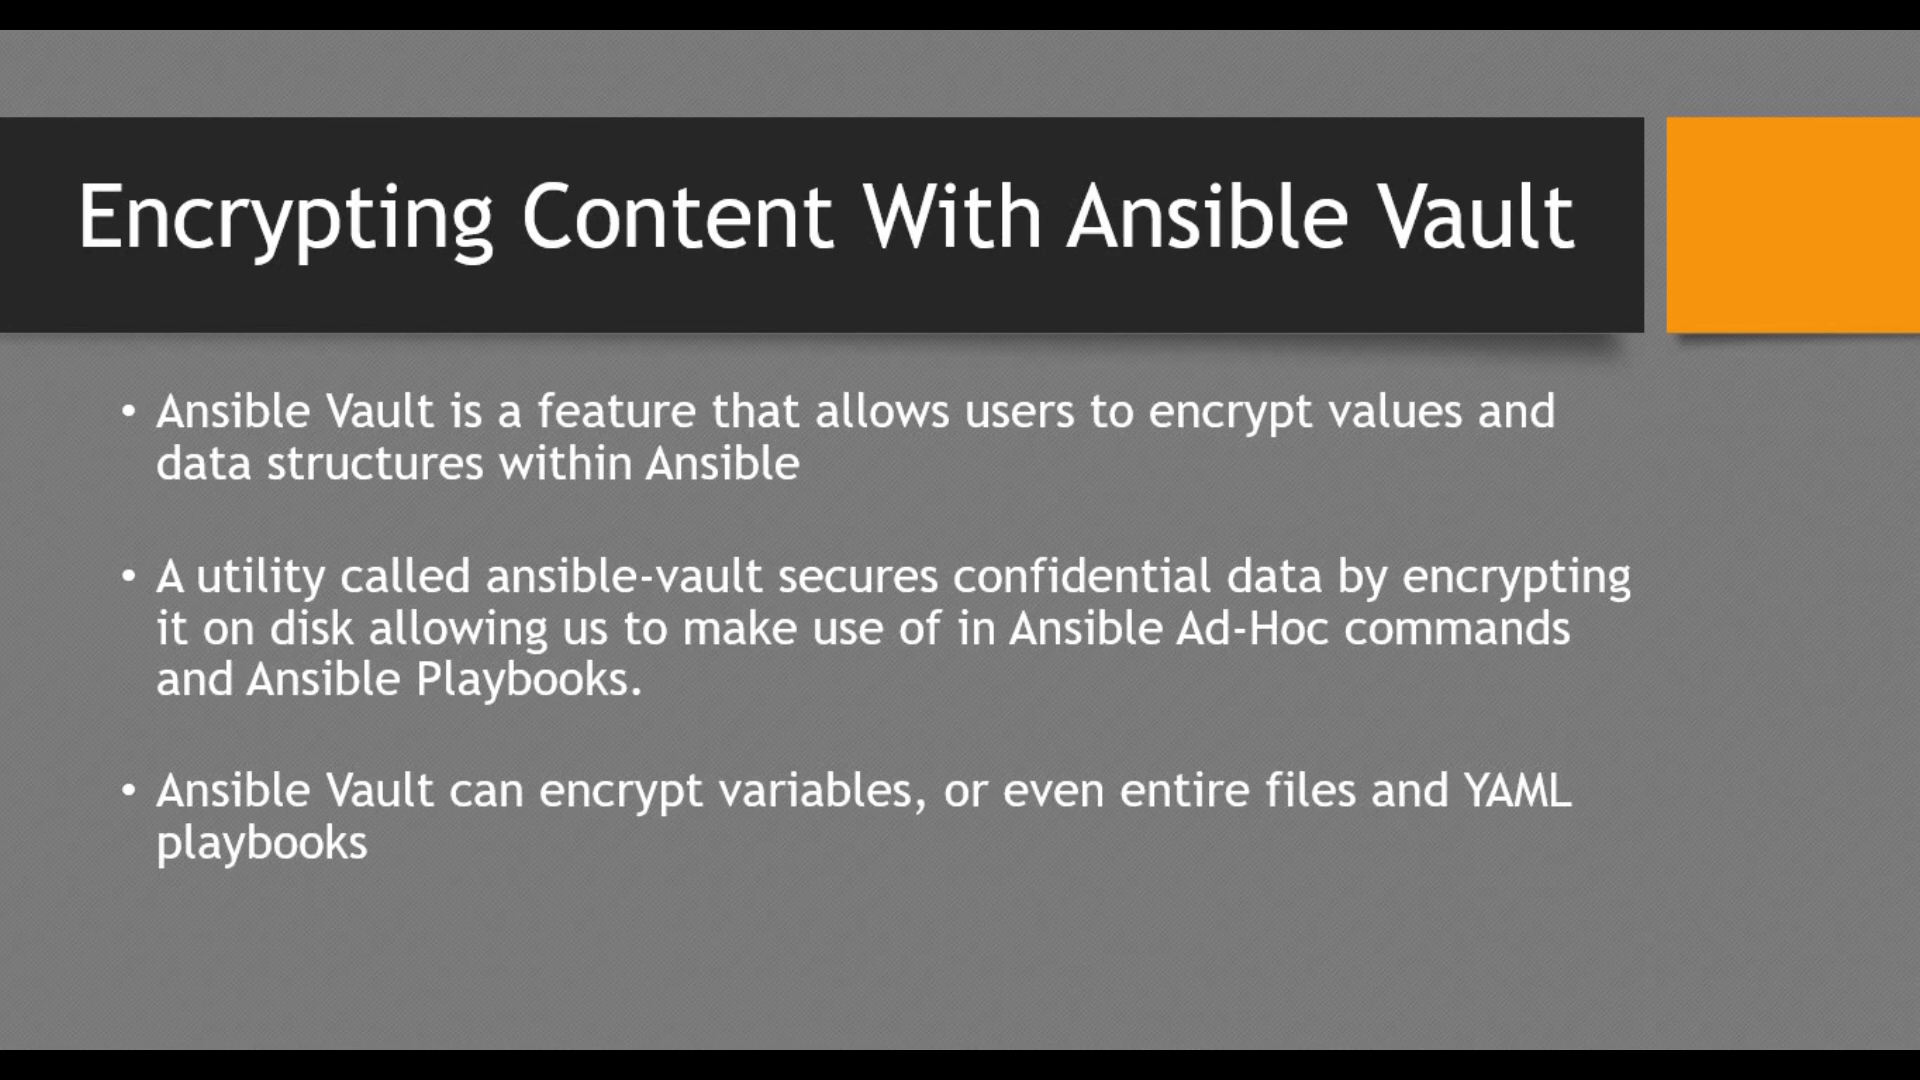 Encrypting Content With Ansible Vault
• Ansible Vault is a feature that allows users to encrypt values and
data structures within Ansible
• A utility called ansible-vault secures confidential data by encrypting
it on disk allowing us to make use of in Ansible Ad-Hoc commands
and Ansible Playbooks.
• Ansible Vault can encrypt variables, or even entire files and YAML
playbooks